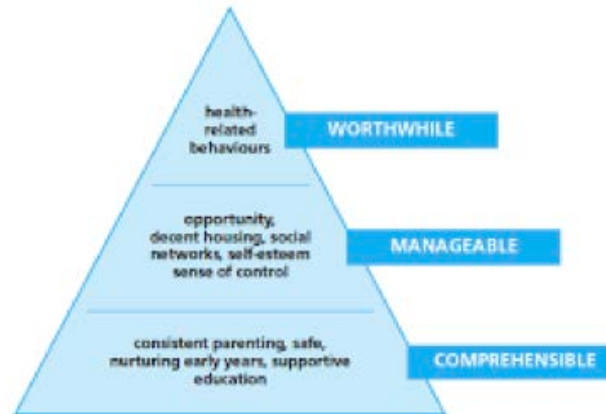 health-
related
behaviours
WORTHWHILE
opportunity,
decent housing, social
networks, self-esteem
sense of control
MANAGEABLE
consistent parenting, safe,
nurturing early years, supportive
education
COMPREHENSIBLE